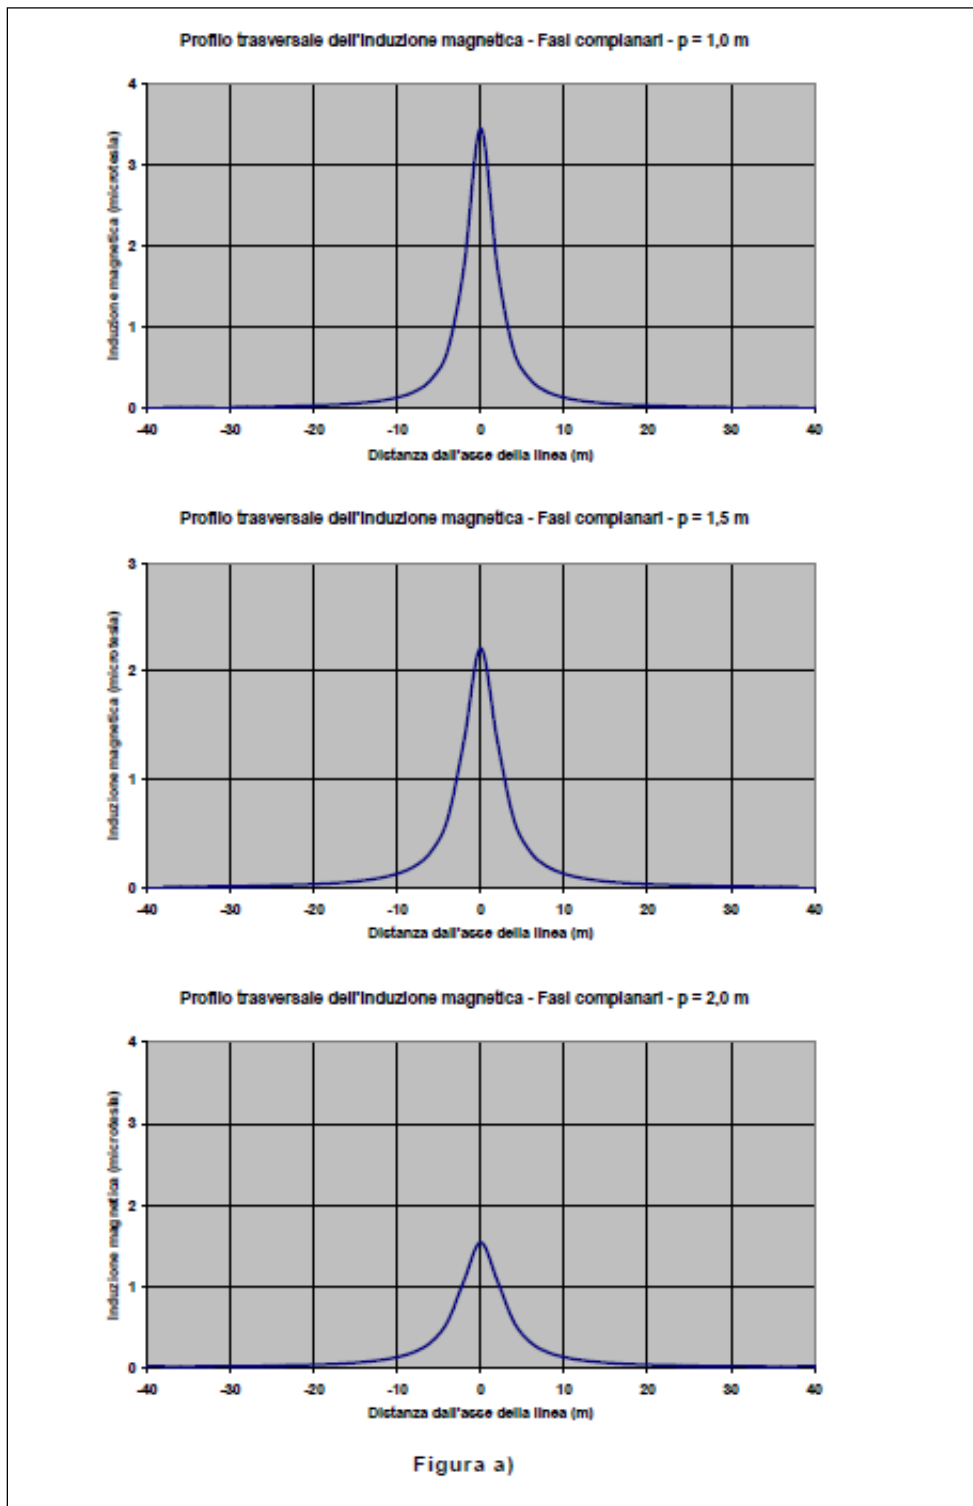 Profilo trasversale dell'induzione magnetica - Fasi complanari - p = 1,0 m
4
3
2
1
0
Induzione magnetica (microtesla)
-40 -30 -20 -10 0 10 20 30 40
Distanza dall'asse della linea (m)
Profilo trasversale dell'induzione magnetica - Fasi complanari - p = 1,5 m
3
2
1
0
Induzione magnetica (microtesla)
-40 -30 -20 -10 0 10 20 30 40
Distanza dall'asse della linea (m)
Profilo trasversale dell'induzione magnetica - Fasi complanari - p = 2,0 m
4
3
2
1
0
Induzione magnetica (microtesla)
-40 -30 -20 -10 0 10 20 30 40
Distanza dall'asse della linea (m)
Figura a)